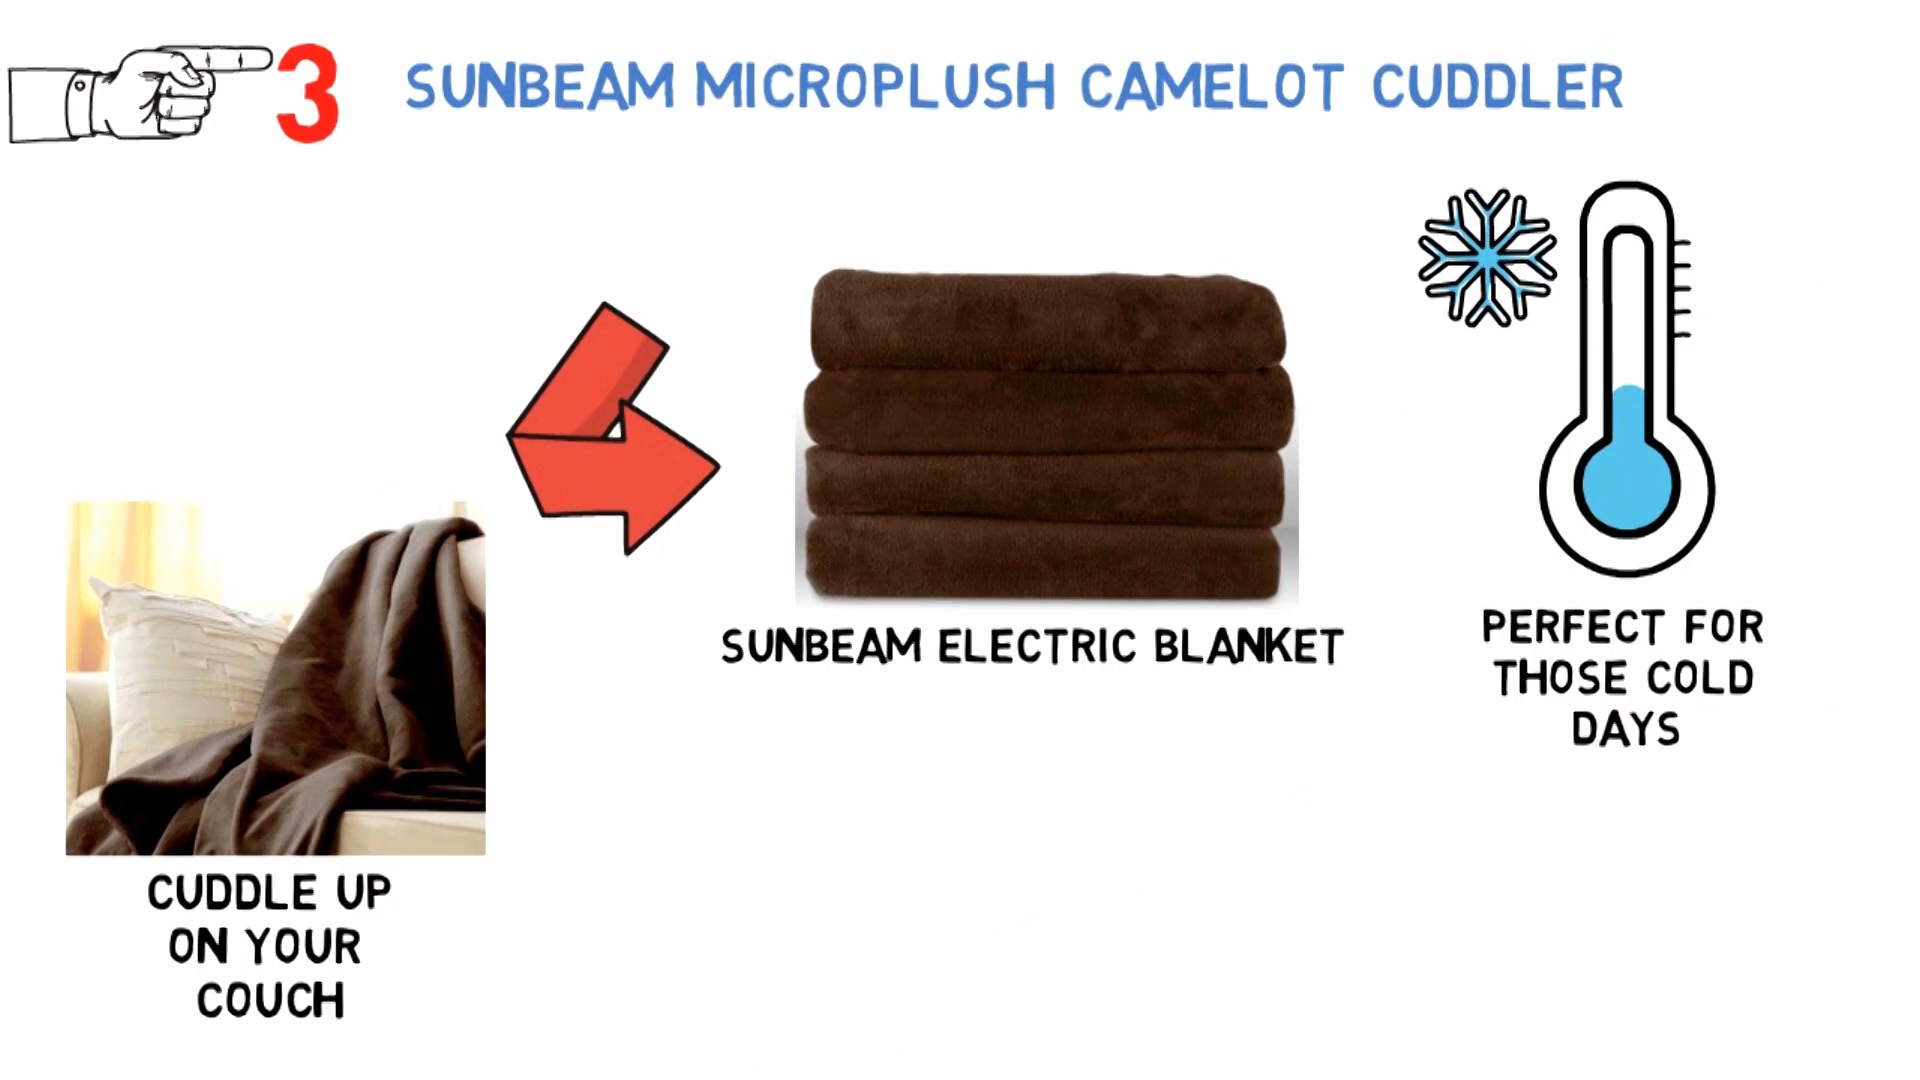 3 SUNBEAM MICROPLUSH CAMELOT CUDDLER
SUNBEAM ELECTRIC BLANKET
PERFECT FOR
THOSE COLD
DAYS
CUDDLE UP
ON YOUR
COUCH